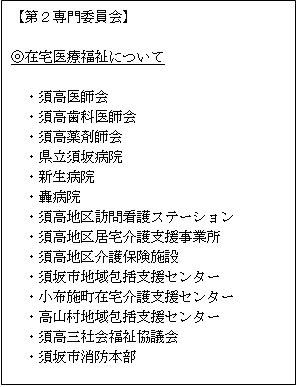 【第２専門委員会】
◎在宅医療福祉について
・須高医師会
・須高歯科医師会
・須高薬剤師会
・県立須坂病院
・新生病院
・轟病院
・須高地区訪問看護ステーション
・須高地区居宅介護支援事業所
・須高地区介護保険施設
・須坂市地域包括支援センター
・小布施町在宅介護支援センター
・高山村地域包括支援センター
・須高三社会福祉協議会
・須坂市消防本部